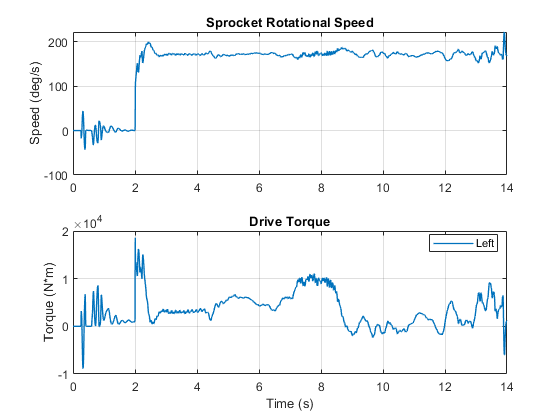 Sprocket Rotational Speed
200
100
0
-100
Speed (deg/s)
0 2 4 6 8 10 12 14
Drive Torque
×10^4
2
1
0
-1
Torque (N*m)
Left
0 2 4 6 8 10 12 14
Time (s)